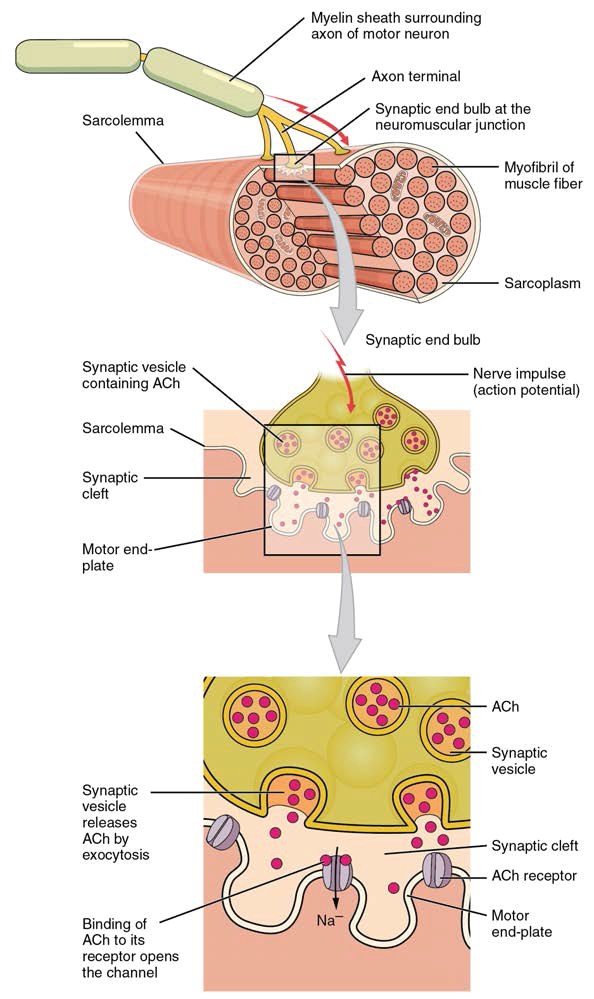 Myelin sheath surrounding
axon of motor neuron
Axon terminal
Synaptic end bulb at the
neuromuscular junction
Sarcolemma
Myofibril of
muscle fiber
Sarcoplasm
Synaptic end bulb
Synaptic vesicle
containing ACh
Nerve impulse
(action potential)
Sarcolemma
Synaptic
cleft
Motor end-
plate
ACh
Synaptic
vesicle
Synaptic
vesicle
releases
ACh by
exocytosis
Synaptic cleft
ACh receptor
Motor
end-plate
Na–
Binding of
ACh to its
receptor opens
the channel